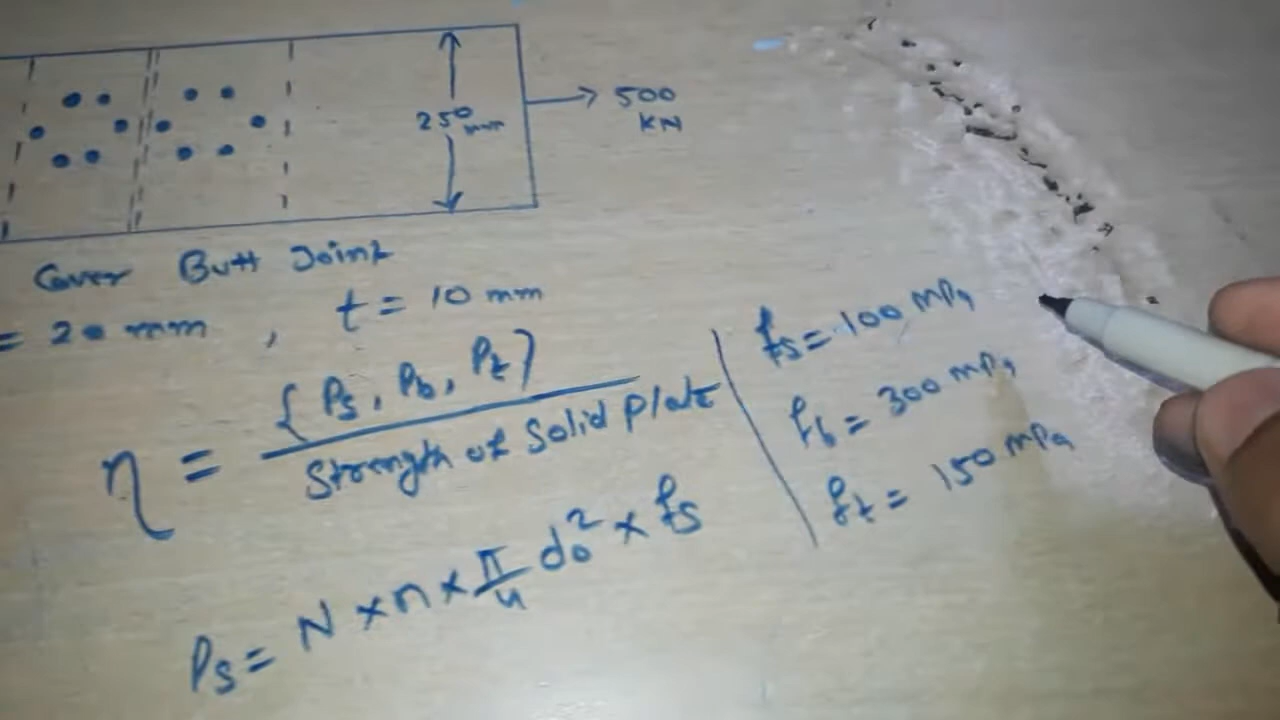 250 mm
500
KN
Cover Butt Joint
= 20 mm , t = 10 mm
η = {Ps, Pb, Pt} / Strength of Solid Plate
fs = 100 MPa
fb = 300 MPa
ft = 150 MPa
Ps = N × n × π/4 do² × fs